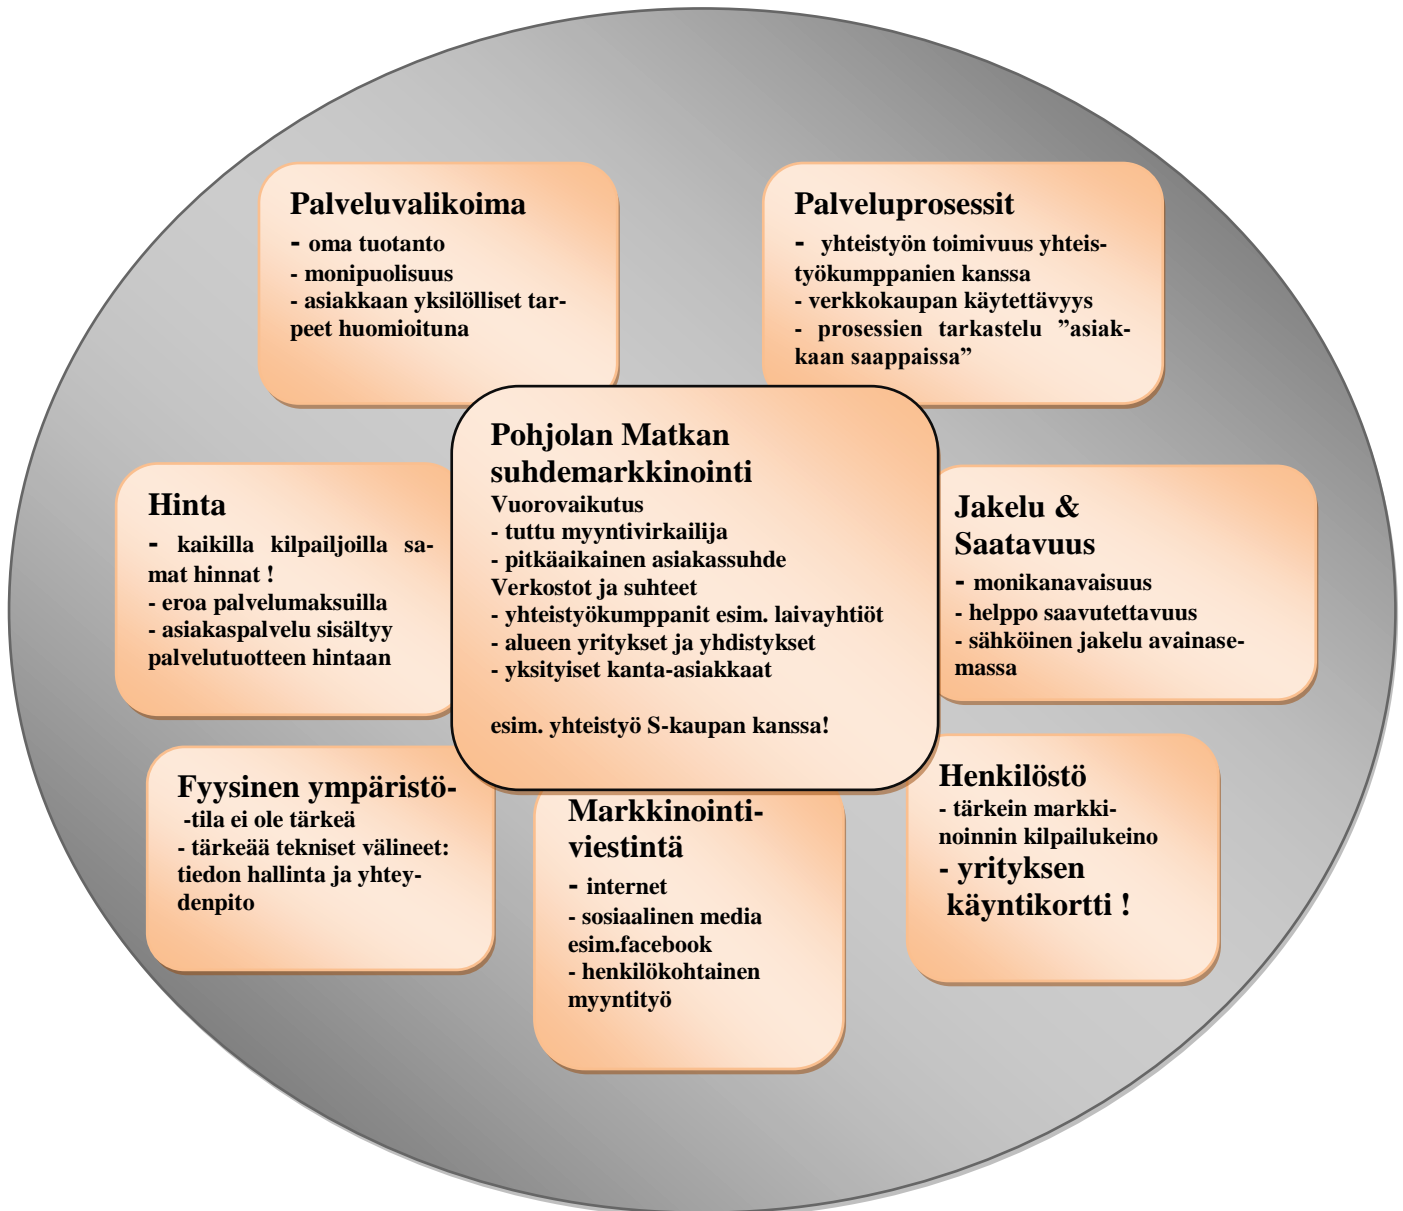 Palveluvalikoima
- oma tuotanto
- monipuolisuus
- asiakkaan yksilölliset tar-
peet huomioituna
Palveluprosessit
- yhteistyön toimivuus yhteis-
työkumppanien kanssa
- verkkokaupan käytettävyys
- prosessien tarkastelu ”asiak-
kaan saappaissa”
Pohjolan Matkan
suhdemarkkinointi
Vuorovaikutus
- tuttu myyntivirkailija
- pitkäaikainen asiakassuhde
Verkostot ja suhteet
- yhteistyökumppanit esim. laivayhtiöt
- alueen yritykset ja yhdistykset
- yksityiset kanta-asiakkaat
esim. yhteistyö S-kaupan kanssa!
Hinta
- kaikilla kilpailjoilla sa-
mat hinnat !
- eroa palvelumaksuilla
- asiakaspalvelu sisältyy
palvelutuotteen hintaan
Jakelu &
Saatavuus
- monikanavaisuus
- helppo saavutettavuus
- sähköinen jakelu avainase-
massa
Fyysinen ympäristö-
-tila ei ole tärkeä
- tärkeää tekniset välineet:
tiedon hallinta ja yhtey-
denpito
Markkinointi-
viestintä
- internet
- sosiaalinen media
esim.facebook
- henkilökohtainen
myyntityö
Henkilöstö
- tärkein markki-
noinnin kilpailukeino
- yrityksen
käyntikortti !